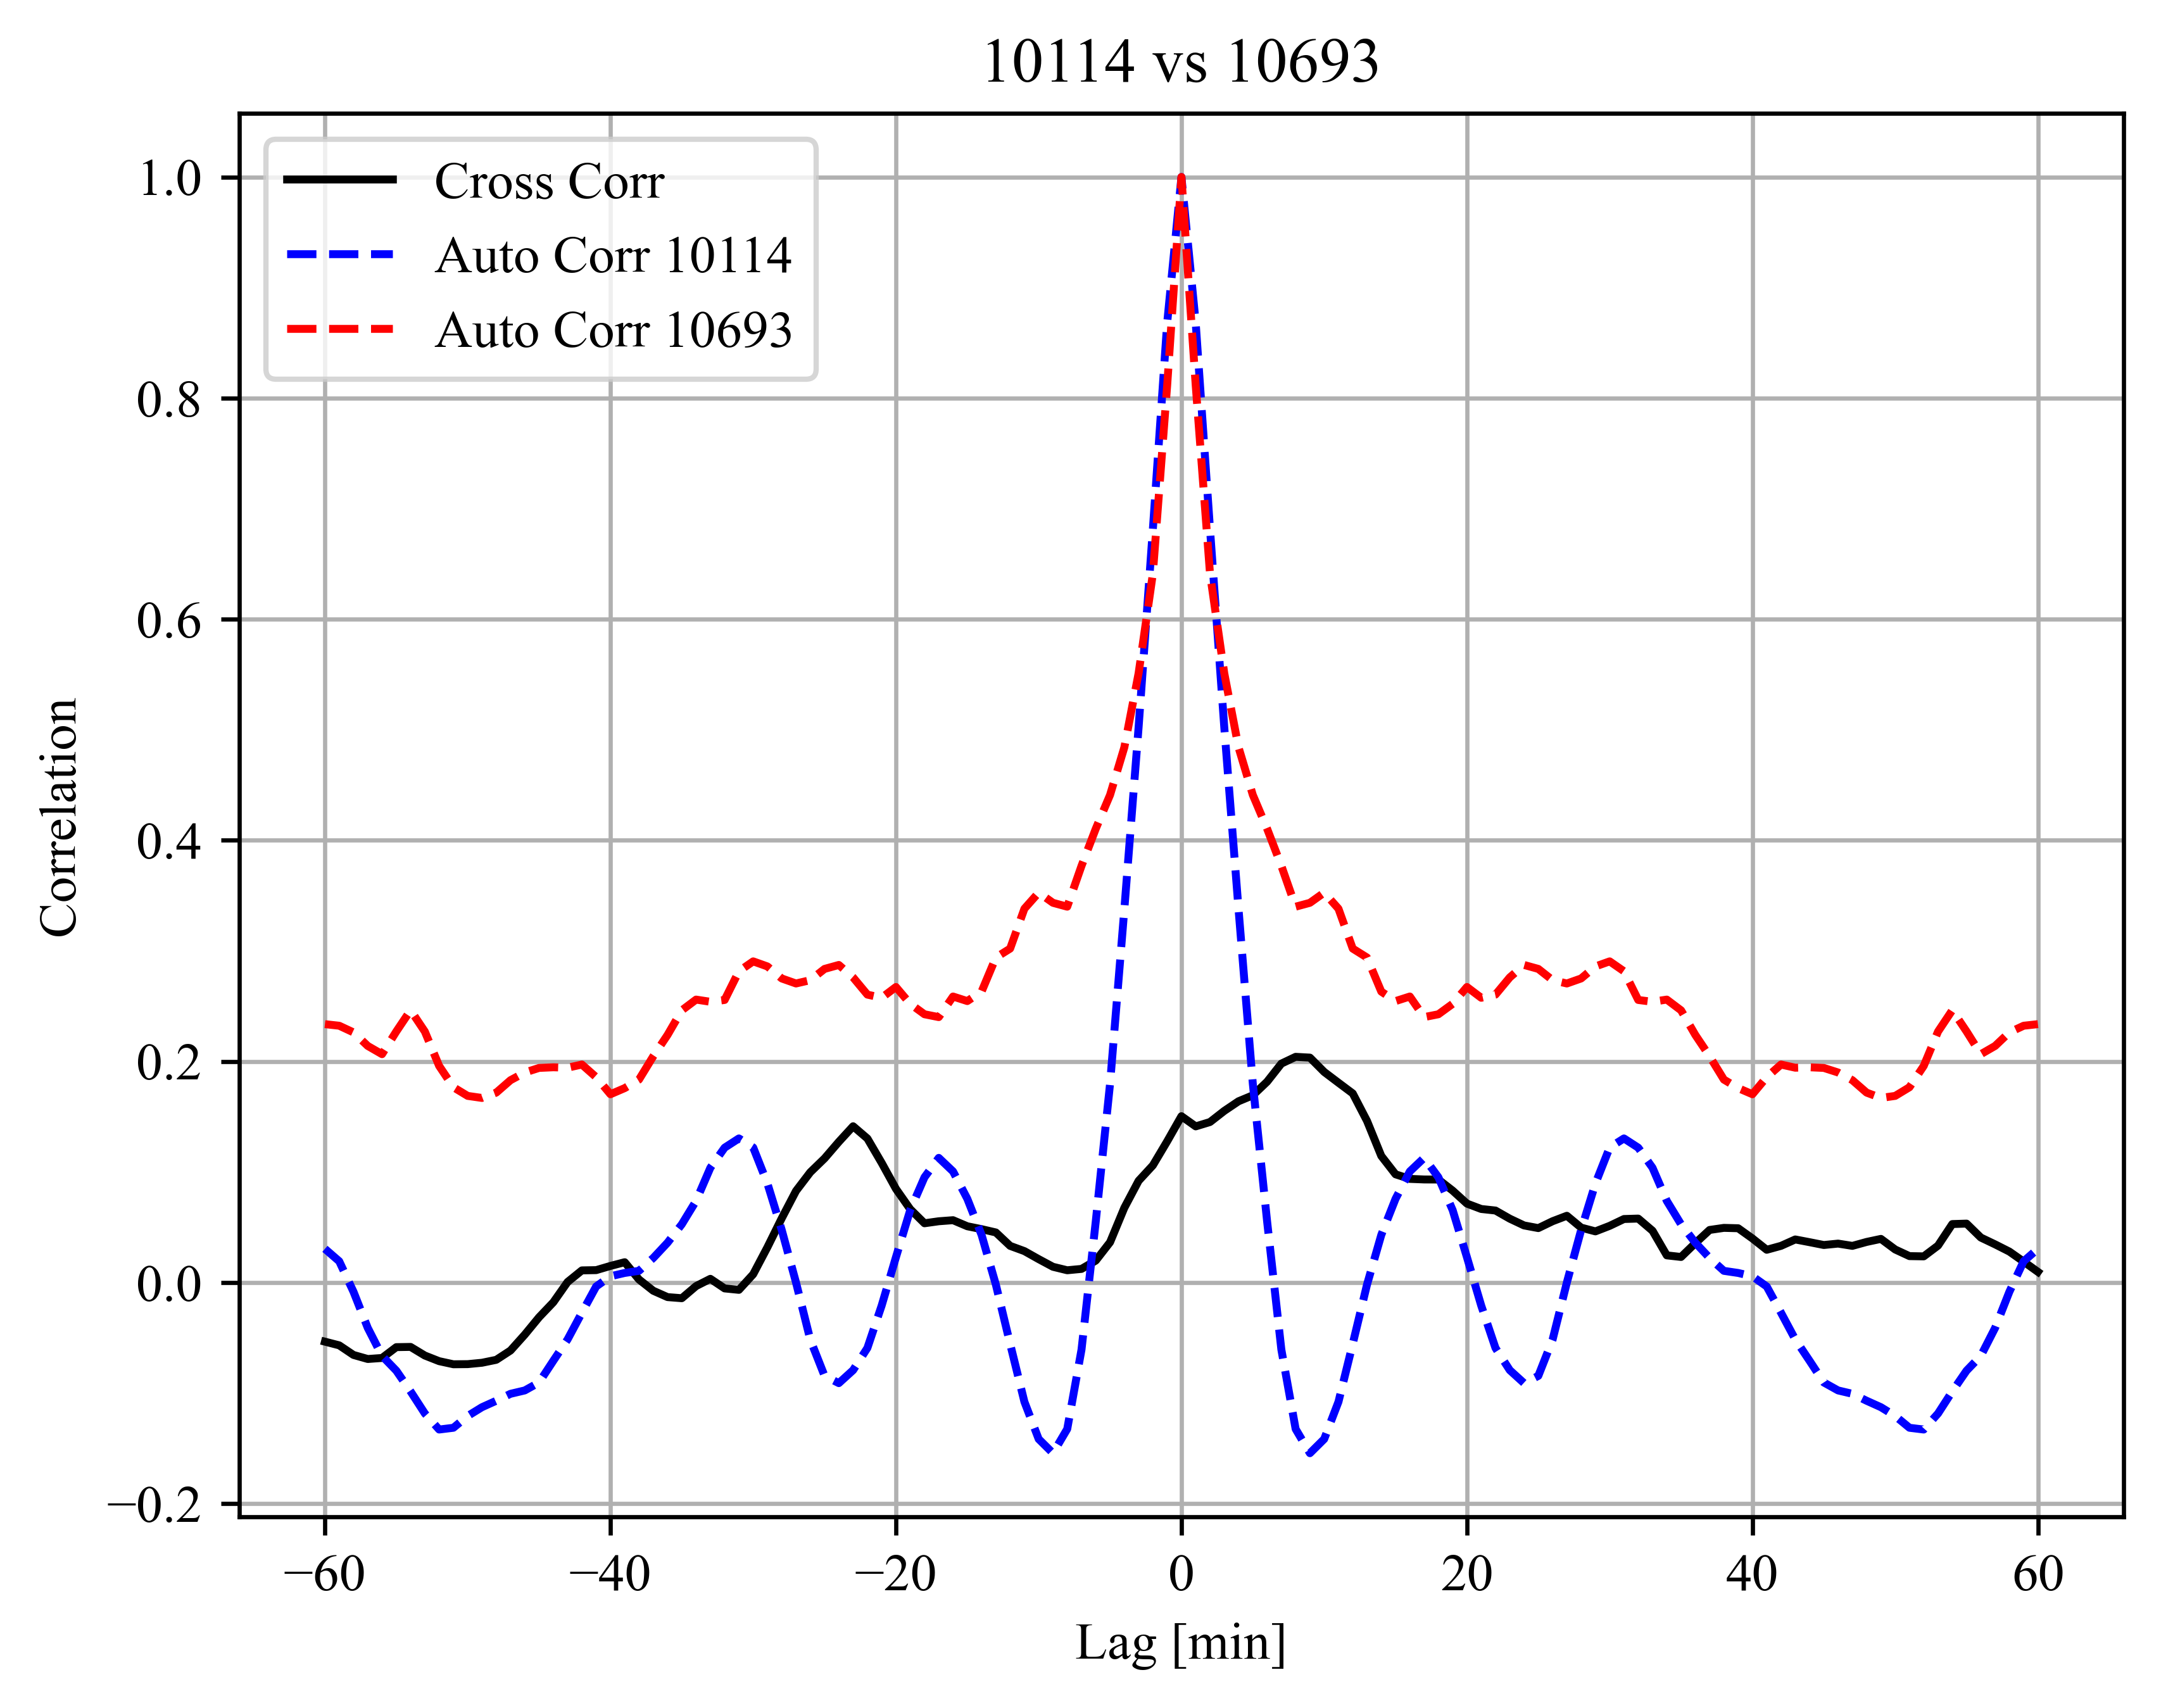 10114 vs 10693
Cross Corr
Auto Corr 10114
Auto Corr 10693
1.0
0.8
0.6
0.4
0.2
0.0
−0.2
Correlation
−60 −40 −20 0 20 40 60
Lag [min]